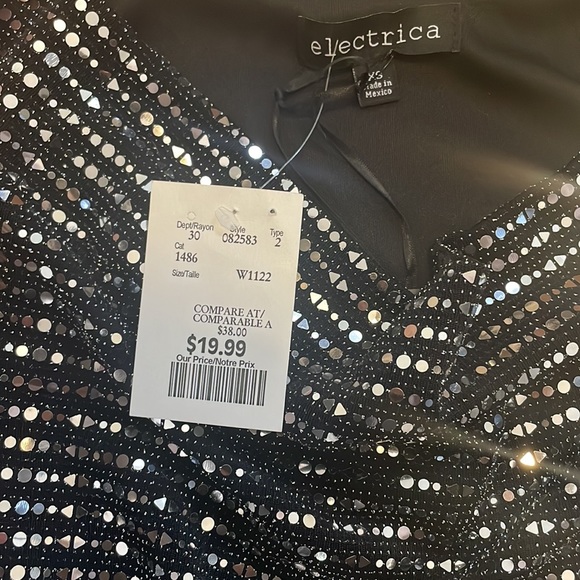 electrica
XS
Made in
Mexico
Dept/Rayon Style Type
30 082583 2
Cat
1486
Size/Taille W1122
COMPARE AT/
COMPARABLE A
$38.00
$19.99
Our Price/Notre Prix